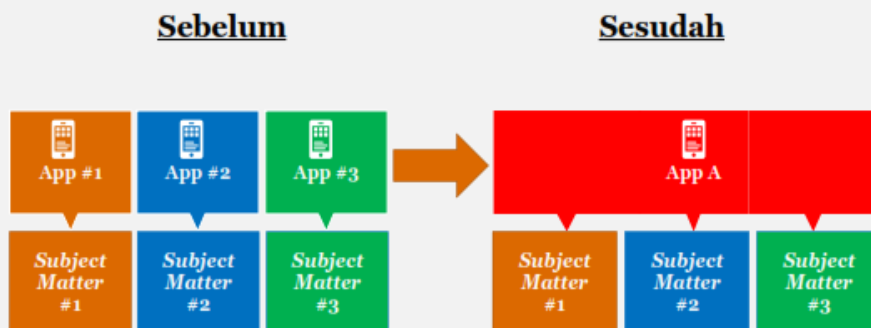 Sebelum
Sesudah
App #1
App #2
App #3
App A
Subject
Matter
#1
Subject
Matter
#2
Subject
Matter
#3
Subject
Matter
#1
Subject
Matter
#2
Subject
Matter
#3